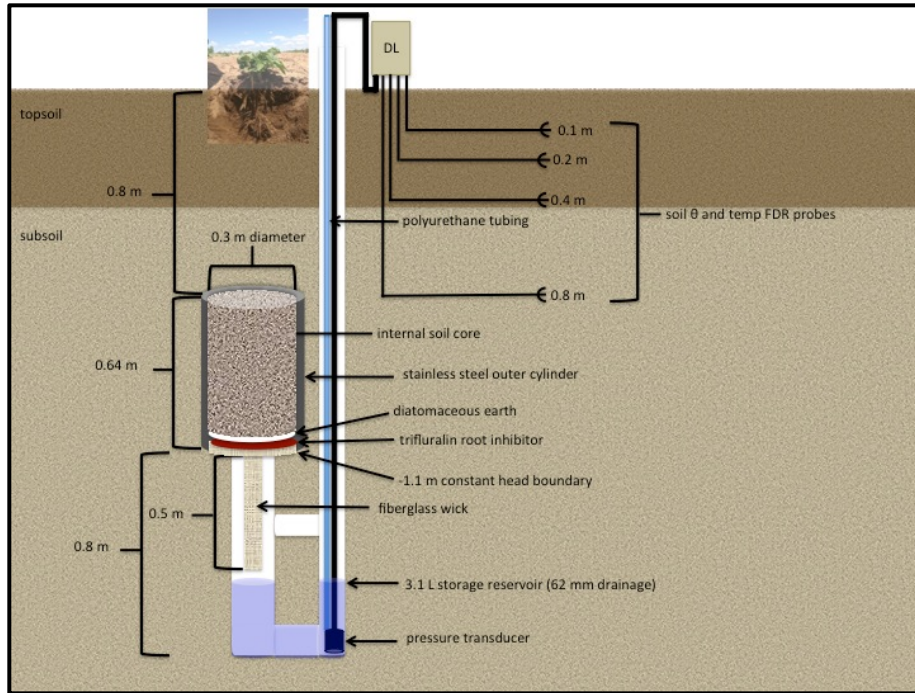 DL
topsoil
0.1 m
0.2 m
0.8 m
0.4 m
soil θ and temp FDR probes
polyurethane tubing
subsoil
0.3 m diameter
0.8 m
internal soil core
0.64 m
stainless steel outer cylinder
diatomaceous earth
trifluralin root inhibitor
-1.1 m constant head boundary
fiberglass wick
0.5 m
0.8 m
3.1 L storage reservoir (62 mm drainage)
pressure transducer